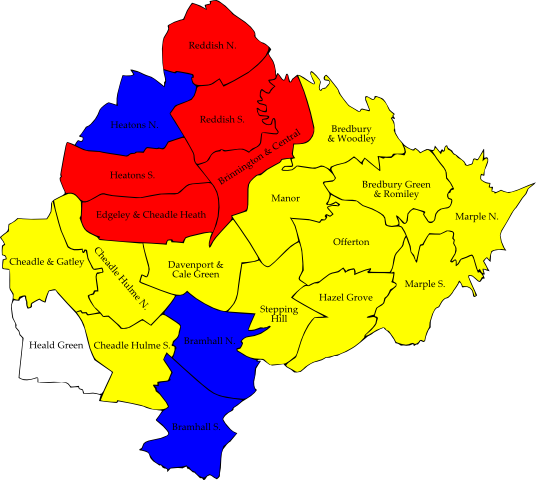 Reddish N.
Heatons N.
Reddish S.
Bredbury
& Woodley
Brinnington & Central
Heatons S.
Bredbury Green
& Romiley
Manor
Edgeley & Cheadle Heath
Marple N.
Offerton
Cheadle & Gatley
Cheadle Hulme N.
Davenport &
Cale Green
Marple S.
Hazel Grove
Stepping
Hill
Heald Green
Cheadle Hulme S.
Bramhall N.
Bramhall S.